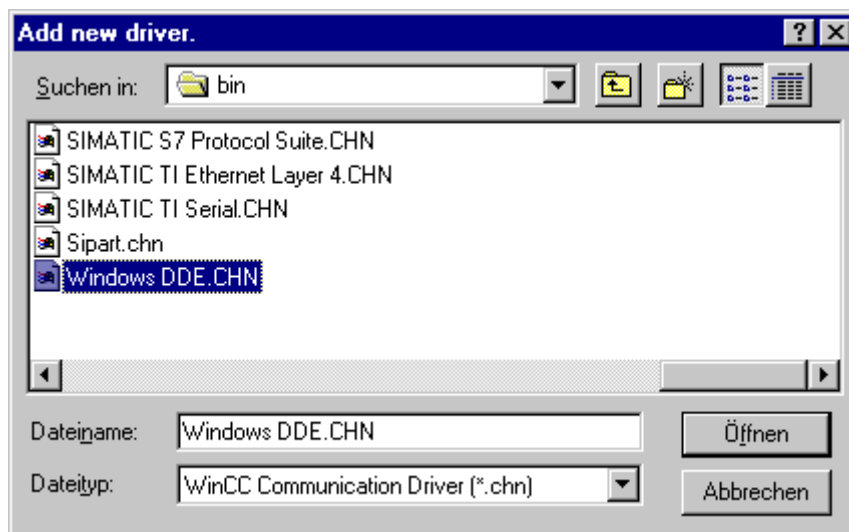 Add new driver.
Suchen in: bin
SIMATIC S7 Protocol Suite.CHN
SIMATIC TI Ethernet Layer 4.CHN
SIMATIC TI Serial.CHN
Sipart.chn
Windows DDE.CHN
Dateiname: Windows DDE.CHN Öffnen
Dateityp: WinCC Communication Driver (*.chn) Abbrechen